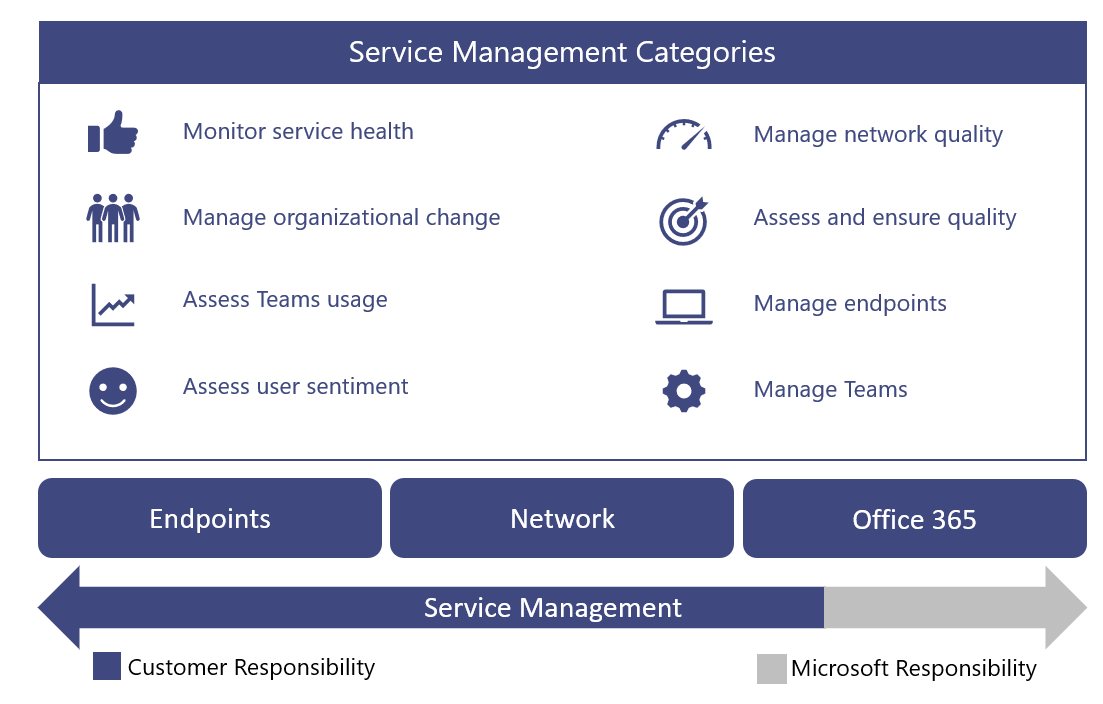 Service Management Categories
Monitor service health
Manage organizational change
Assess Teams usage
Assess user sentiment
Manage network quality
Assess and ensure quality
Manage endpoints
Manage Teams
Endpoints
Network
Office 365
Service Management
Customer Responsibility
Microsoft Responsibility